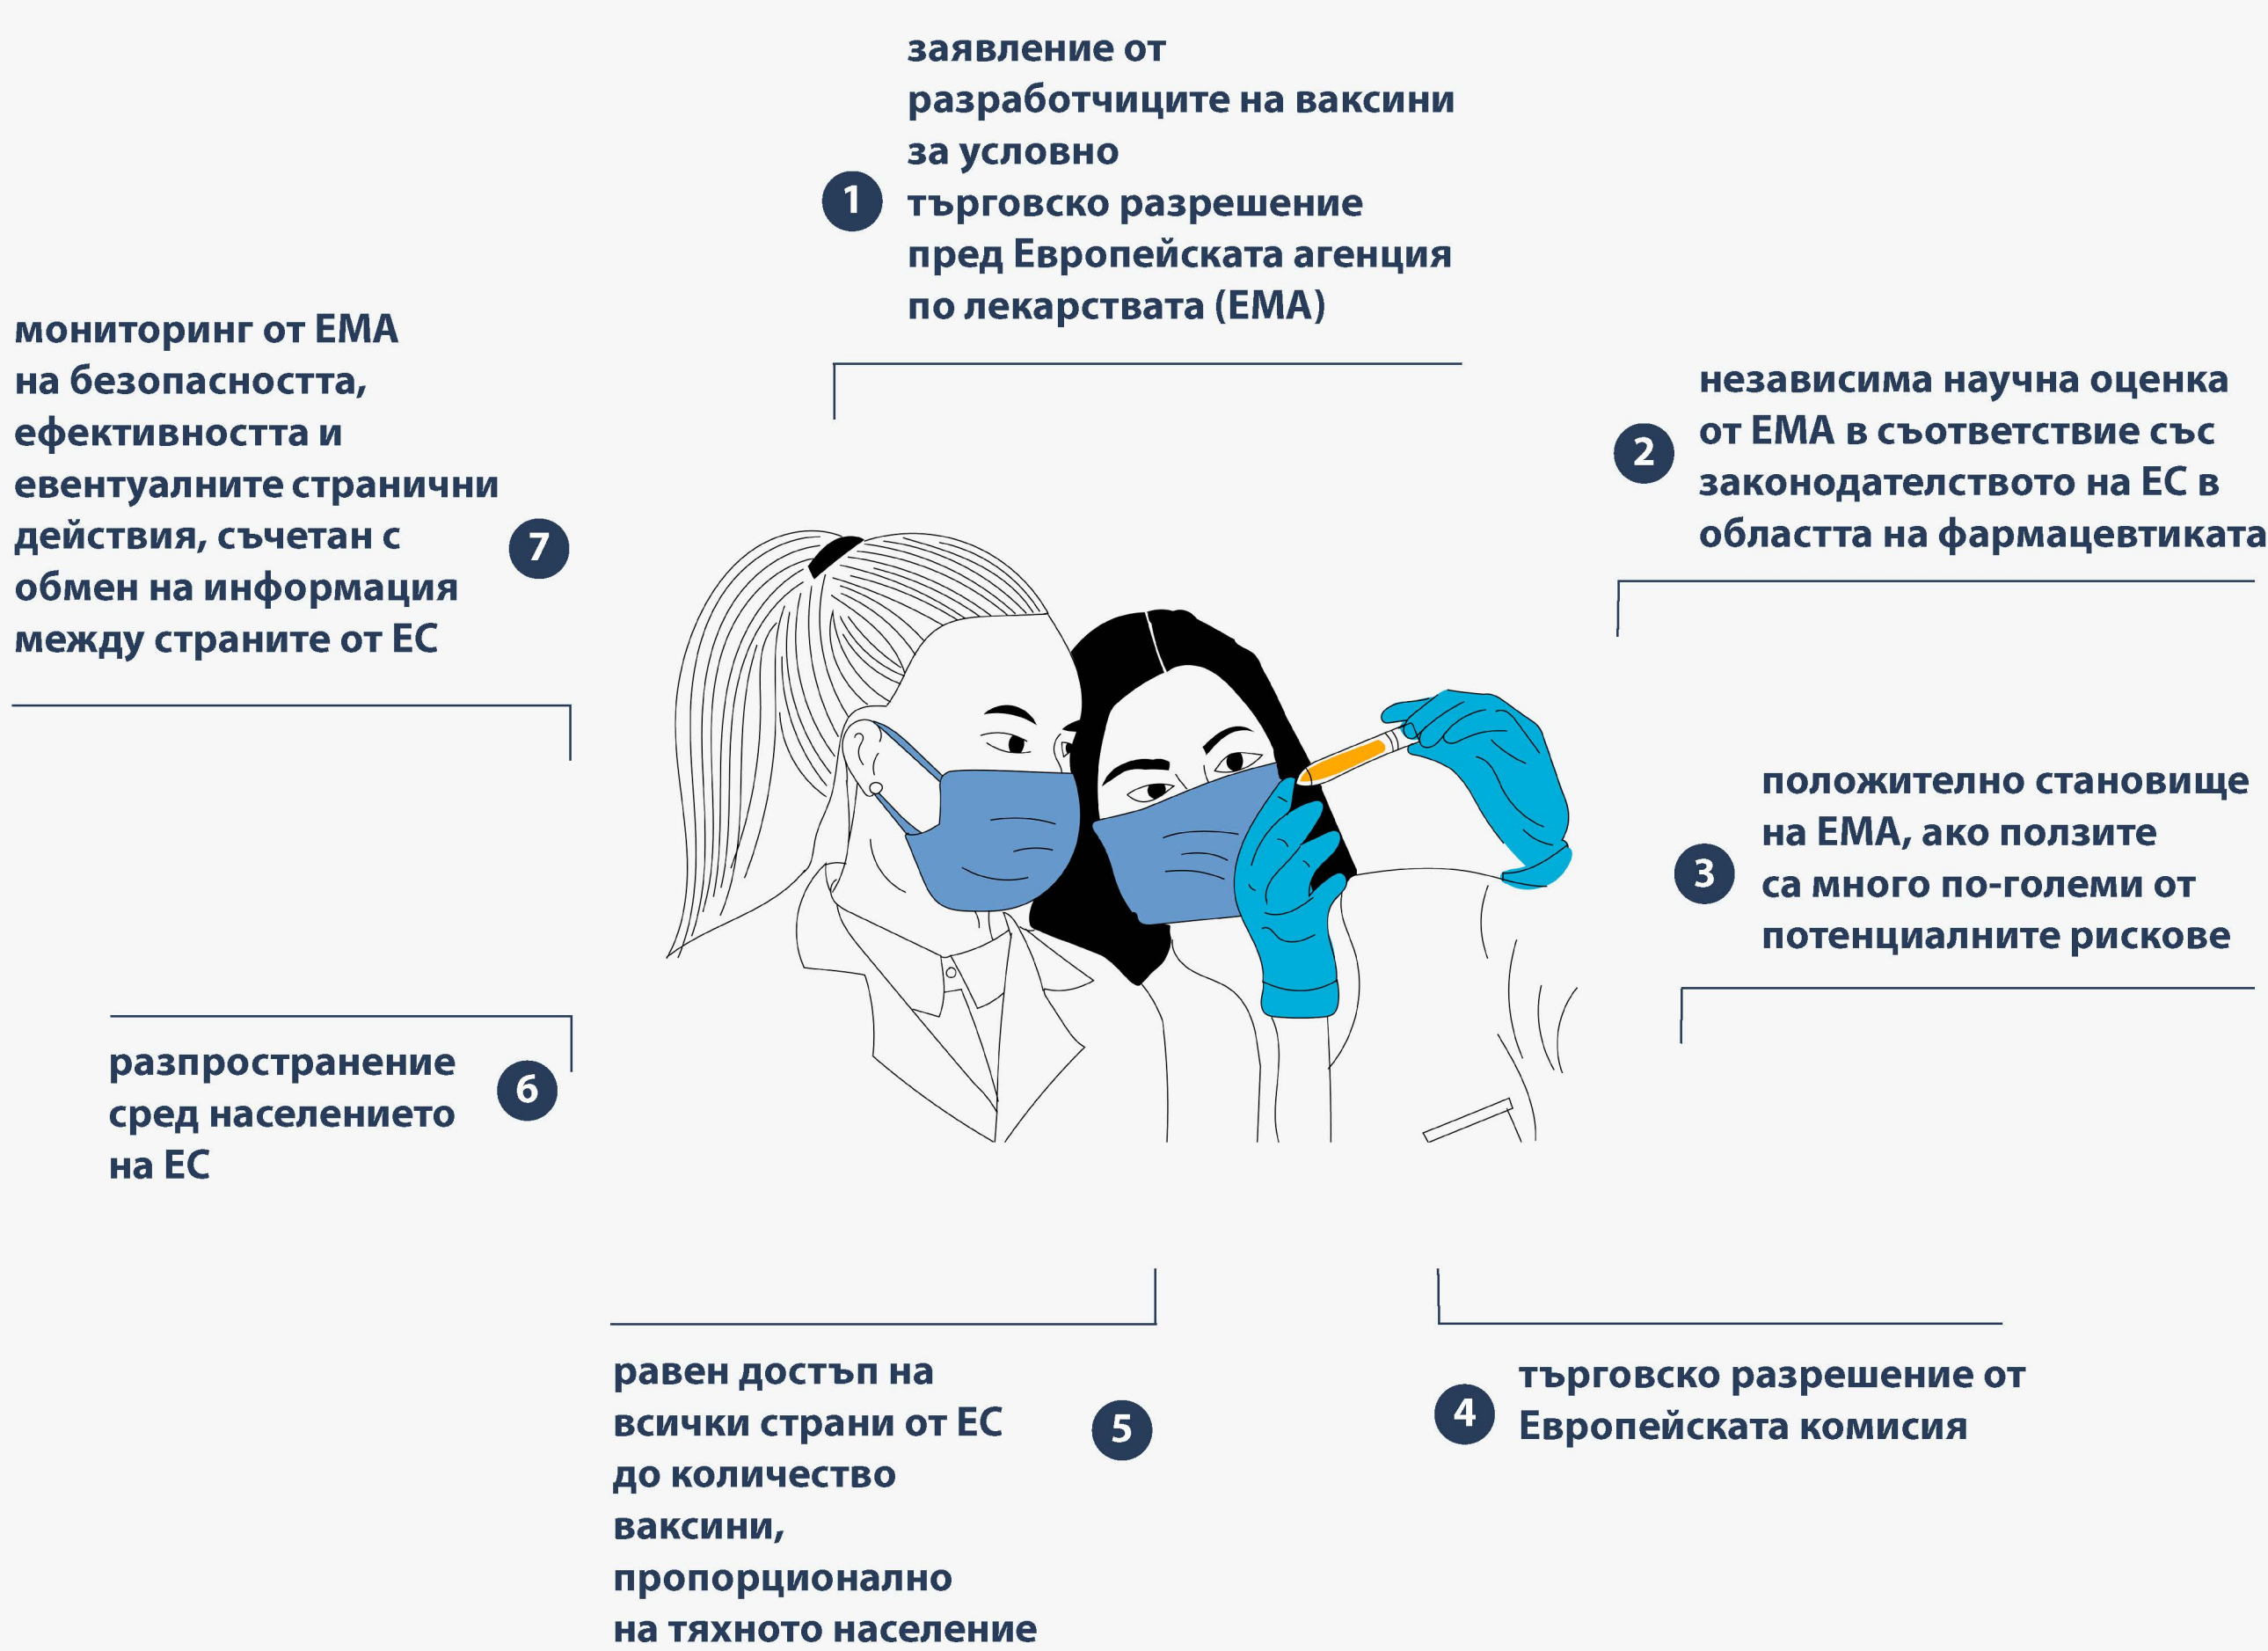 1
заявление от
разработчиците на ваксини
за условно
търговско разрешение
пред Европейската агенция
по лекарствата (ЕМА)
2
независима научна оценка
от ЕМА в съответствие със
законодателството на ЕС в
областта на фармацевтиката
3
положително становище
на ЕМА, ако ползите
са много по-големи от
потенциалните рискове
4
търговско разрешение от
Европейската комисия
5
равен достъп на
всички страни от ЕС
до количество
ваксини,
пропорционално
на тяхното население
6
разпространение
сред населението
на ЕС
7
мониторинг от ЕМА
на безопасността,
ефективността и
евентуалните странични
действия, съчетан с
обмен на информация
между страните от ЕС